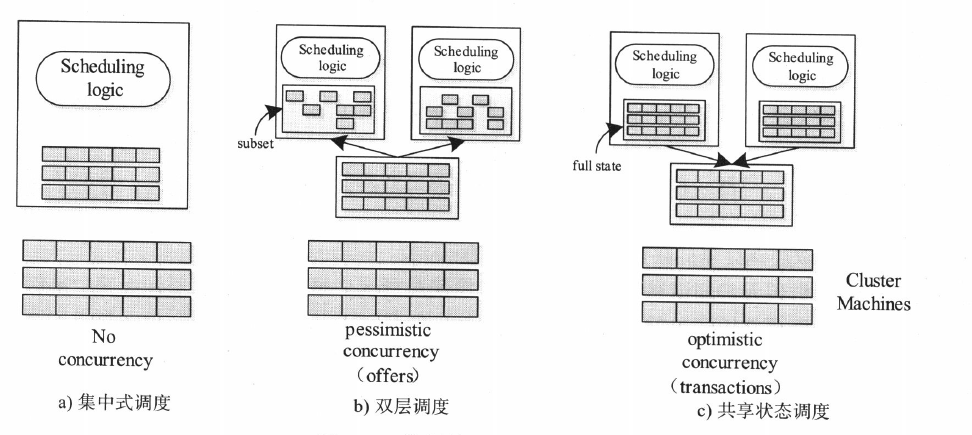 Scheduling
logic
No
concurrency
a) 集中式调度
Scheduling
logic
Scheduling
logic
subset
pessimistic
concurrency
(offers)
b) 双层调度
Scheduling
logic
Scheduling
logic
full state
Cluster
Machines
optimistic
concurrency
(transactions)
c) 共享状态调度